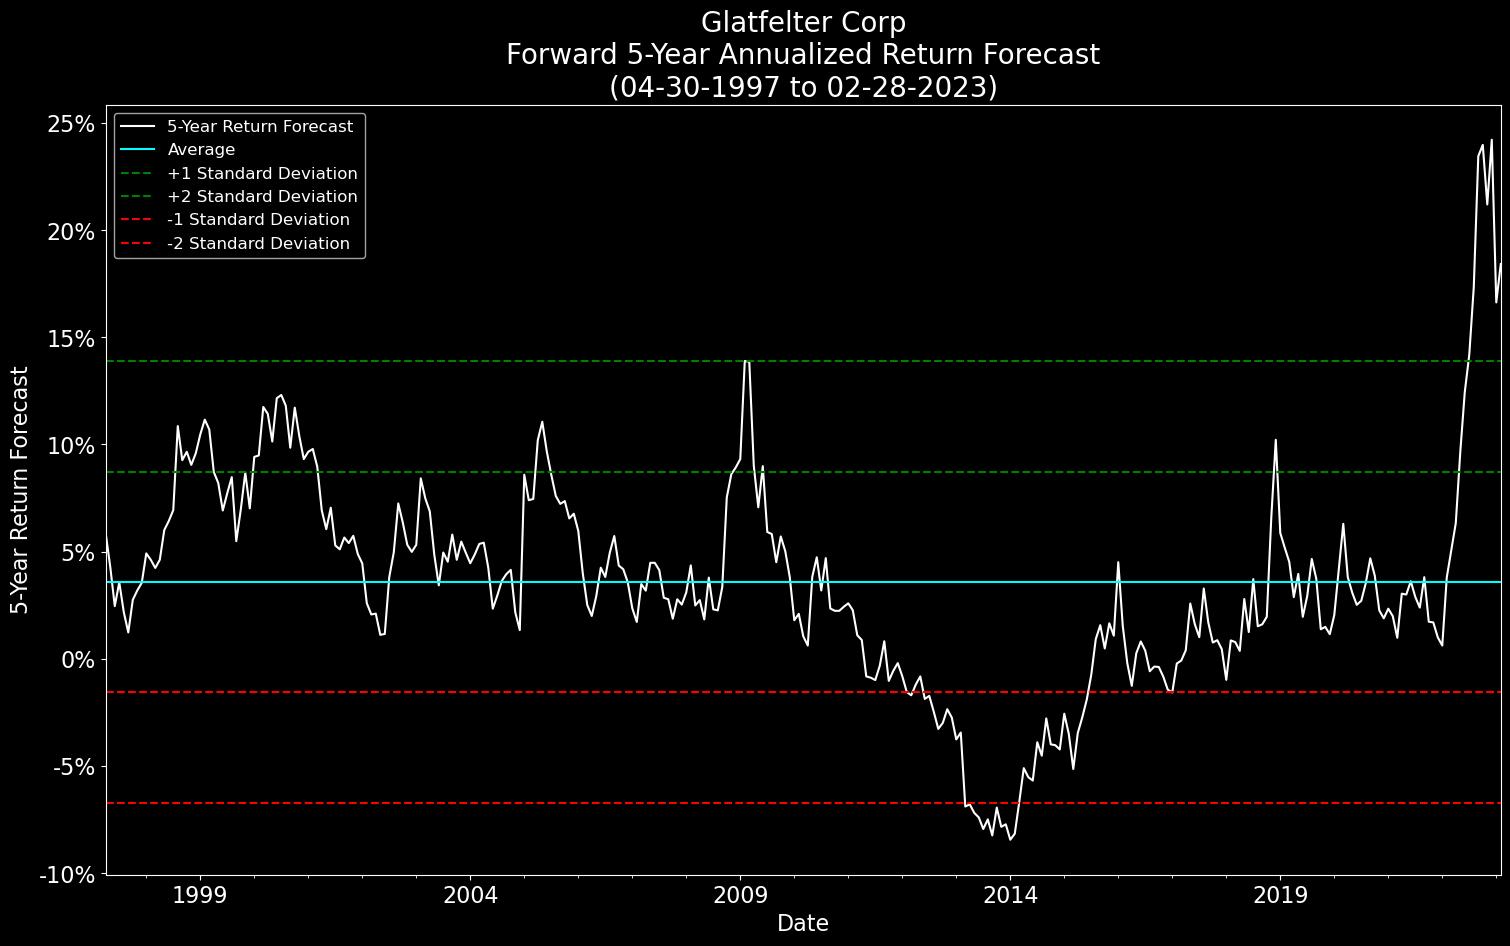 Glatfelter Corp
Forward 5-Year Annualized Return Forecast
(04-30-1997 to 02-28-2023)
5-Year Return Forecast
Average
+1 Standard Deviation
+2 Standard Deviation
-1 Standard Deviation
-2 Standard Deviation
25%
20%
15%
10%
5%
0%
-5%
-10%
5-Year Return Forecast
1999 2004 2009 2014 2019
Date